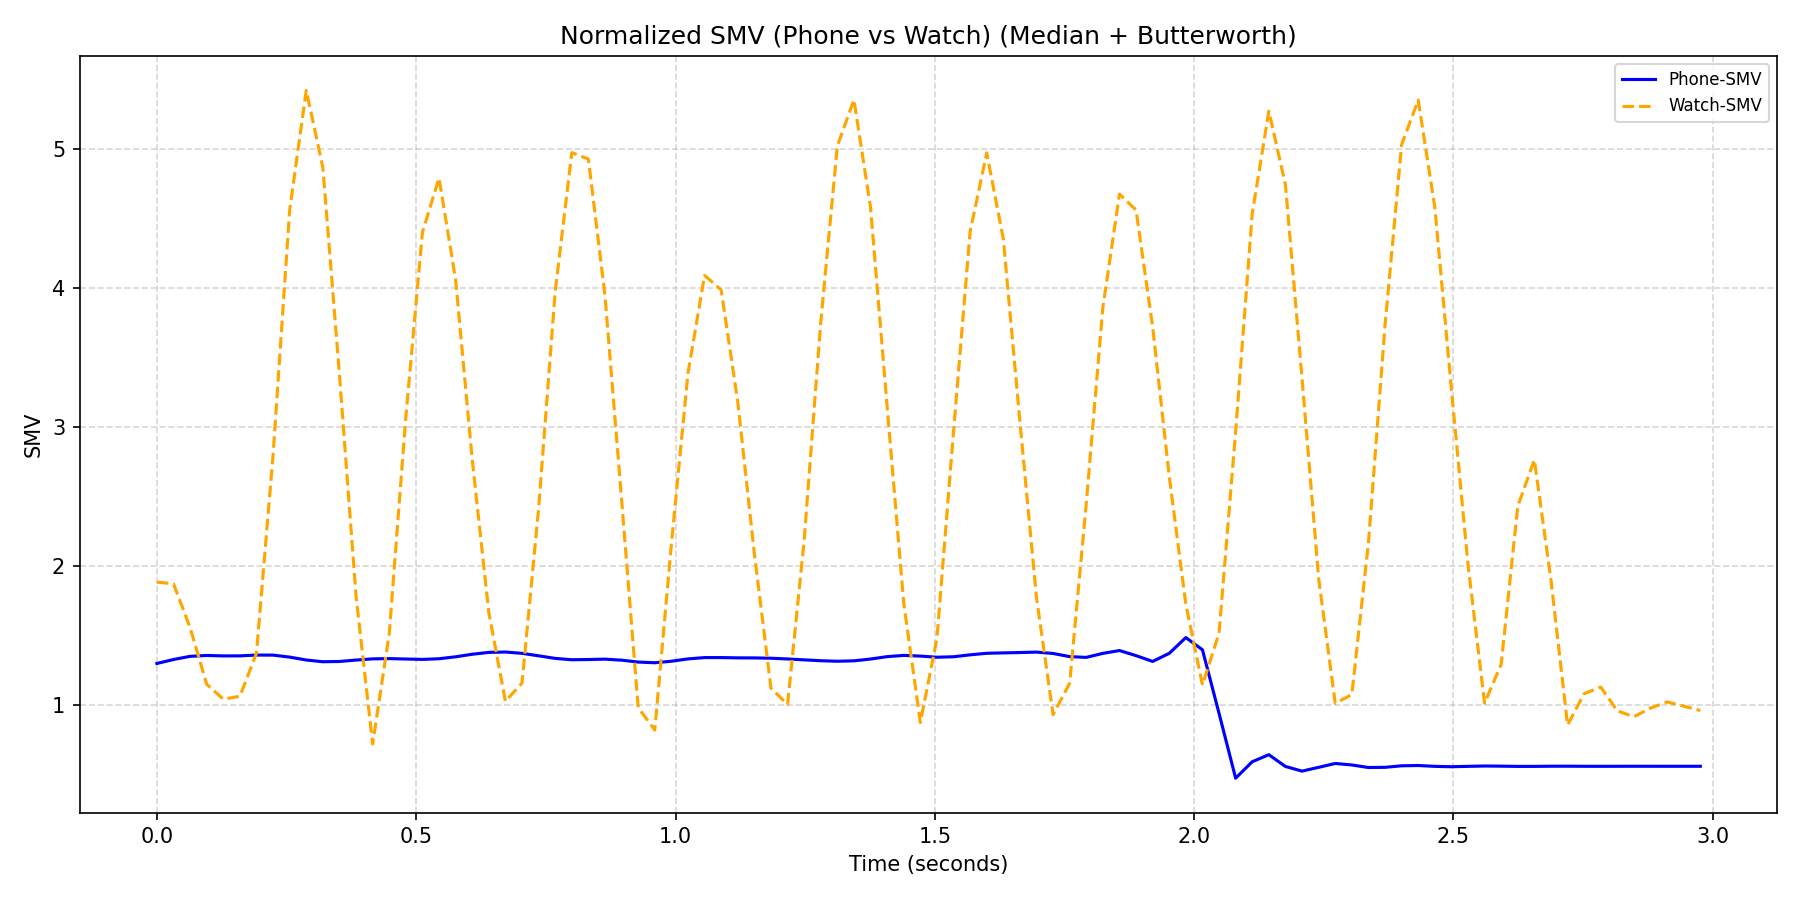 Normalized SMV (Phone vs Watch) (Median + Butterworth)
Phone-SMV
Watch-SMV
5
4
3
2
1
SMV
0.0 0.5 1.0 1.5 2.0 2.5 3.0
Time (seconds)